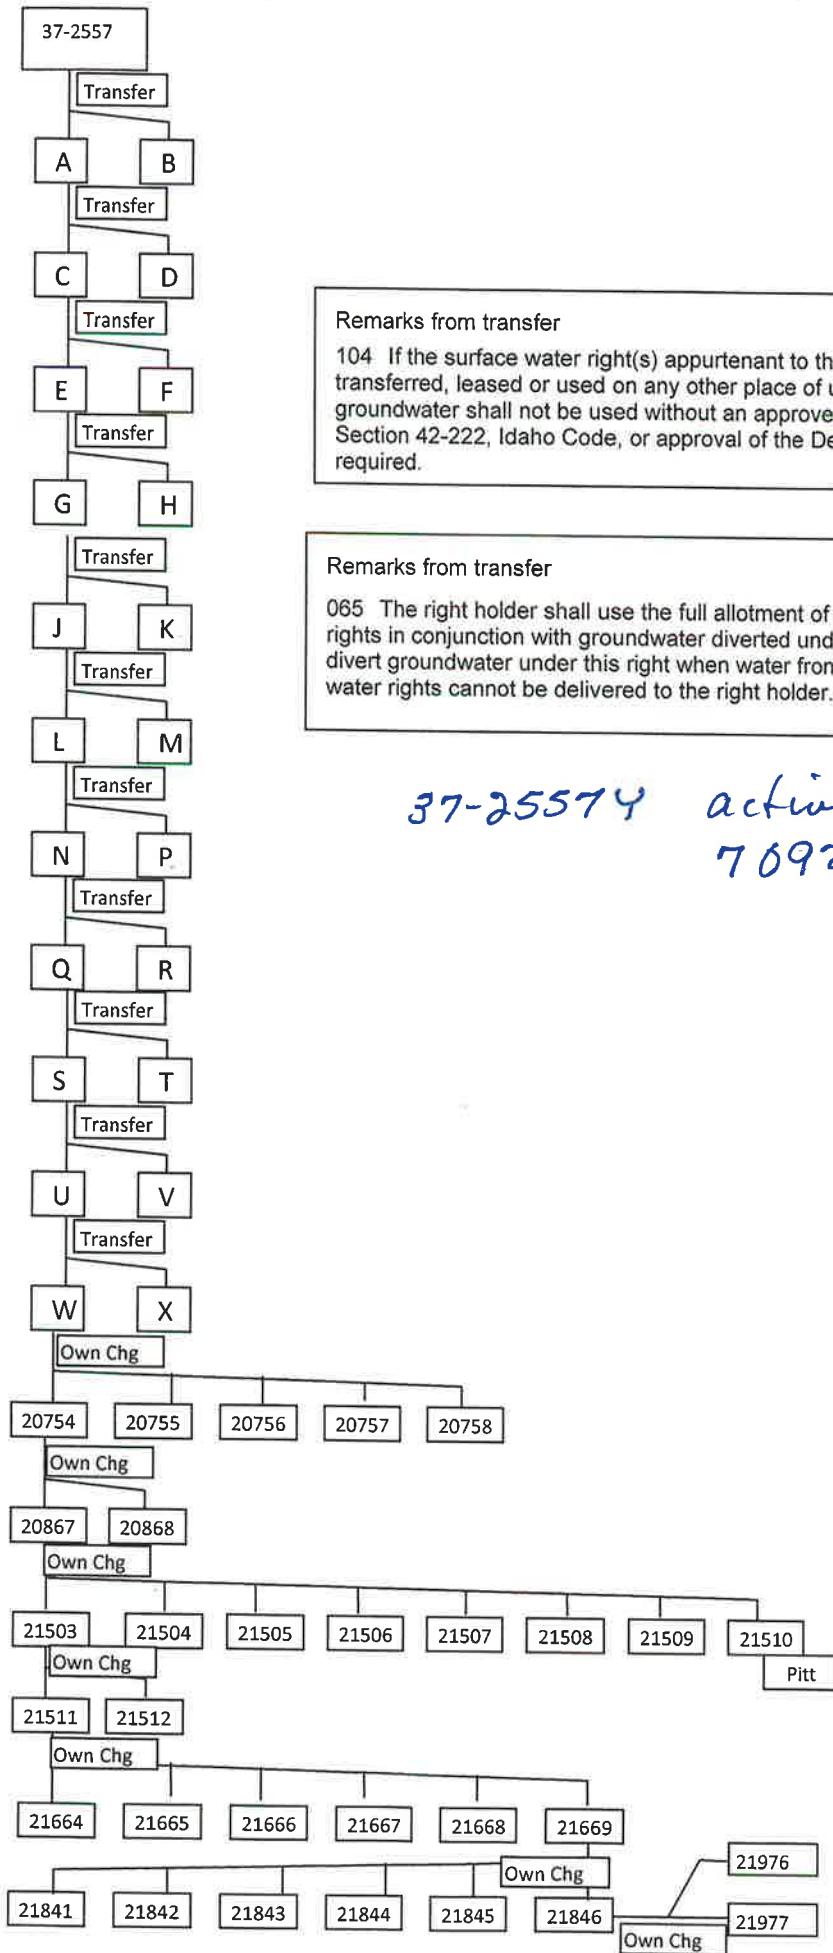 37-2557
Transfer
A B
Transfer
C D
Transfer
E F
Transfer
G H
Transfer
J K
Transfer
L M
Transfer
N P
Transfer
Q R
Transfer
S T
Transfer
U V
Transfer
W X
Own Chg
20754 20755 20756 20757 20758
Own Chg
20867 20868
Own Chg
21503 21504 21505 21506 21507 21508 21509 21510
Pitt
Own Chg
21511 21512
Own Chg
21664 21665 21666 21667 21668 21669
Own Chg
21841 21842 21843 21844 21845 21846
21976
21977
Own Chg
Remarks from transfer
104 If the surface water right(s) appurtenant to th
transferred, leased or used on any other place of u
groundwater shall not be used without an approve
Section 42-222, Idaho Code, or approval of the De
required.
Remarks from transfer
065 The right holder shall use the full allotment of
rights in conjunction with groundwater diverted und
divert groundwater under this right when water fron
water rights cannot be delivered to the right holder.
37-2557Y